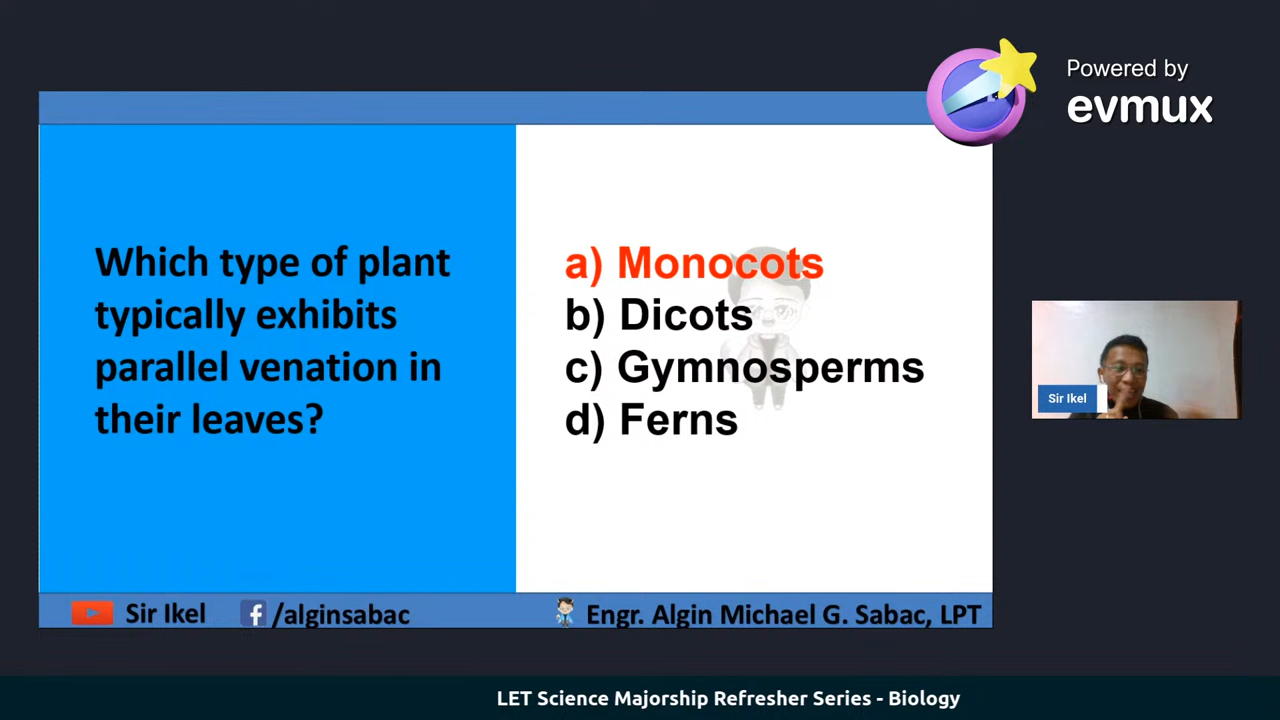 Powered by
evmux
Which type of plant
typically exhibits
parallel venation in
their leaves?
a) Monocots
b) Dicots
c) Gymnosperms
d) Ferns
Sir Ikel
Sir Ikel
/alginsabac
Engr. Algin Michael G. Sabac, LPT
LET Science Majorship Refresher Series - Biology